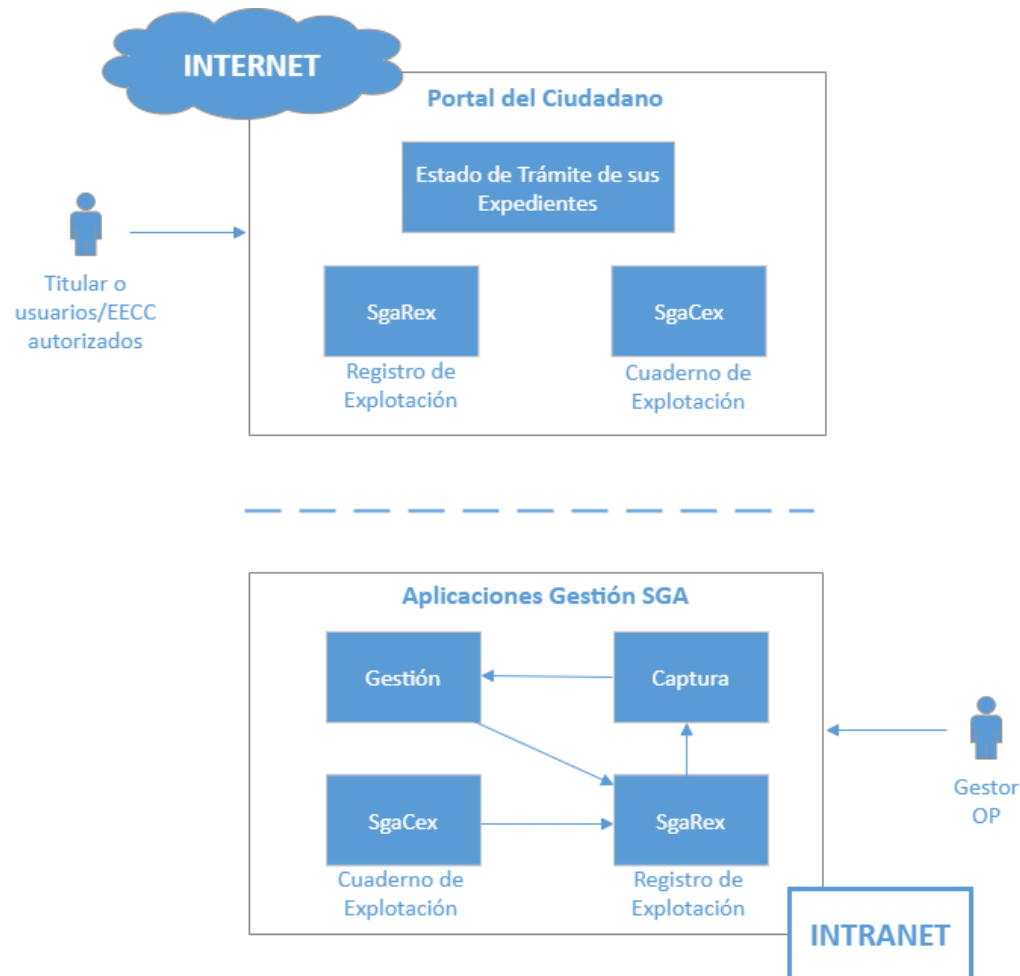 INTERNET
Portal del Ciudadano
Estado de Trámite de sus
Expedientes
Titular o
usuarios/EECC
autorizados
SgaRex
Registro de
Explotación
SgaCex
Cuaderno de
Explotación
Aplicaciones Gestión SGA
Gestión
Captura
SgaCex
Cuaderno de
Explotación
SgaRex
Registro de
Explotación
Gestor
OP
INTRANET